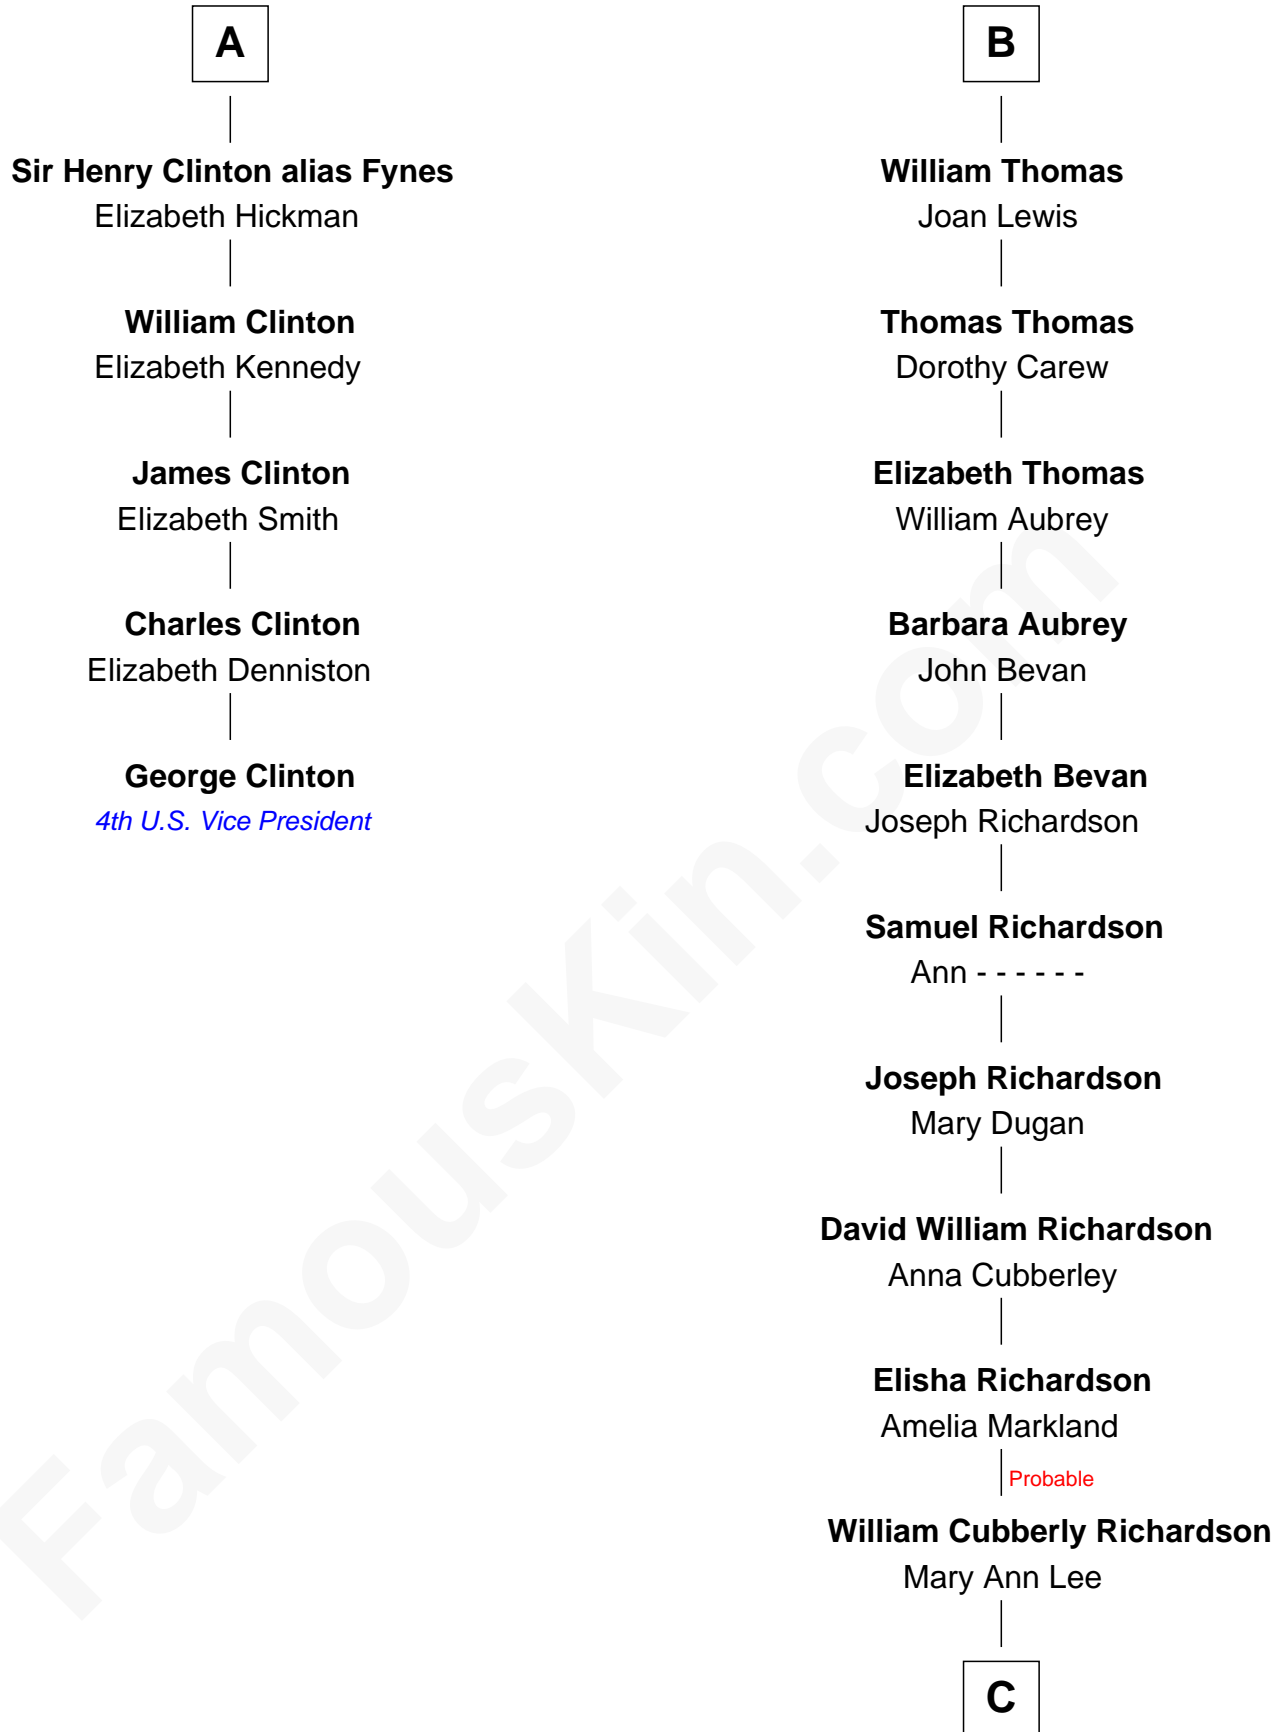 A
Sir Henry Clinton alias Fynes
Elizabeth Hickman
William Clinton
Elizabeth Kennedy
James Clinton
Elizabeth Smith
Charles Clinton
Elizabeth Denniston
George Clinton
4th U.S. Vice President
B
William Thomas
Joan Lewis
Thomas Thomas
Dorothy Carew
Elizabeth Thomas
William Aubrey
Barbara Aubrey
John Bevan
Elizabeth Bevan
Joseph Richardson
Samuel Richardson
Ann - - - - - -
Joseph Richardson
Mary Dugan
David William Richardson
Anna Cubberley
Elisha Richardson
Amelia Markland
Probable
William Cubberly Richardson
Mary Ann Lee
C
FamousKin.com